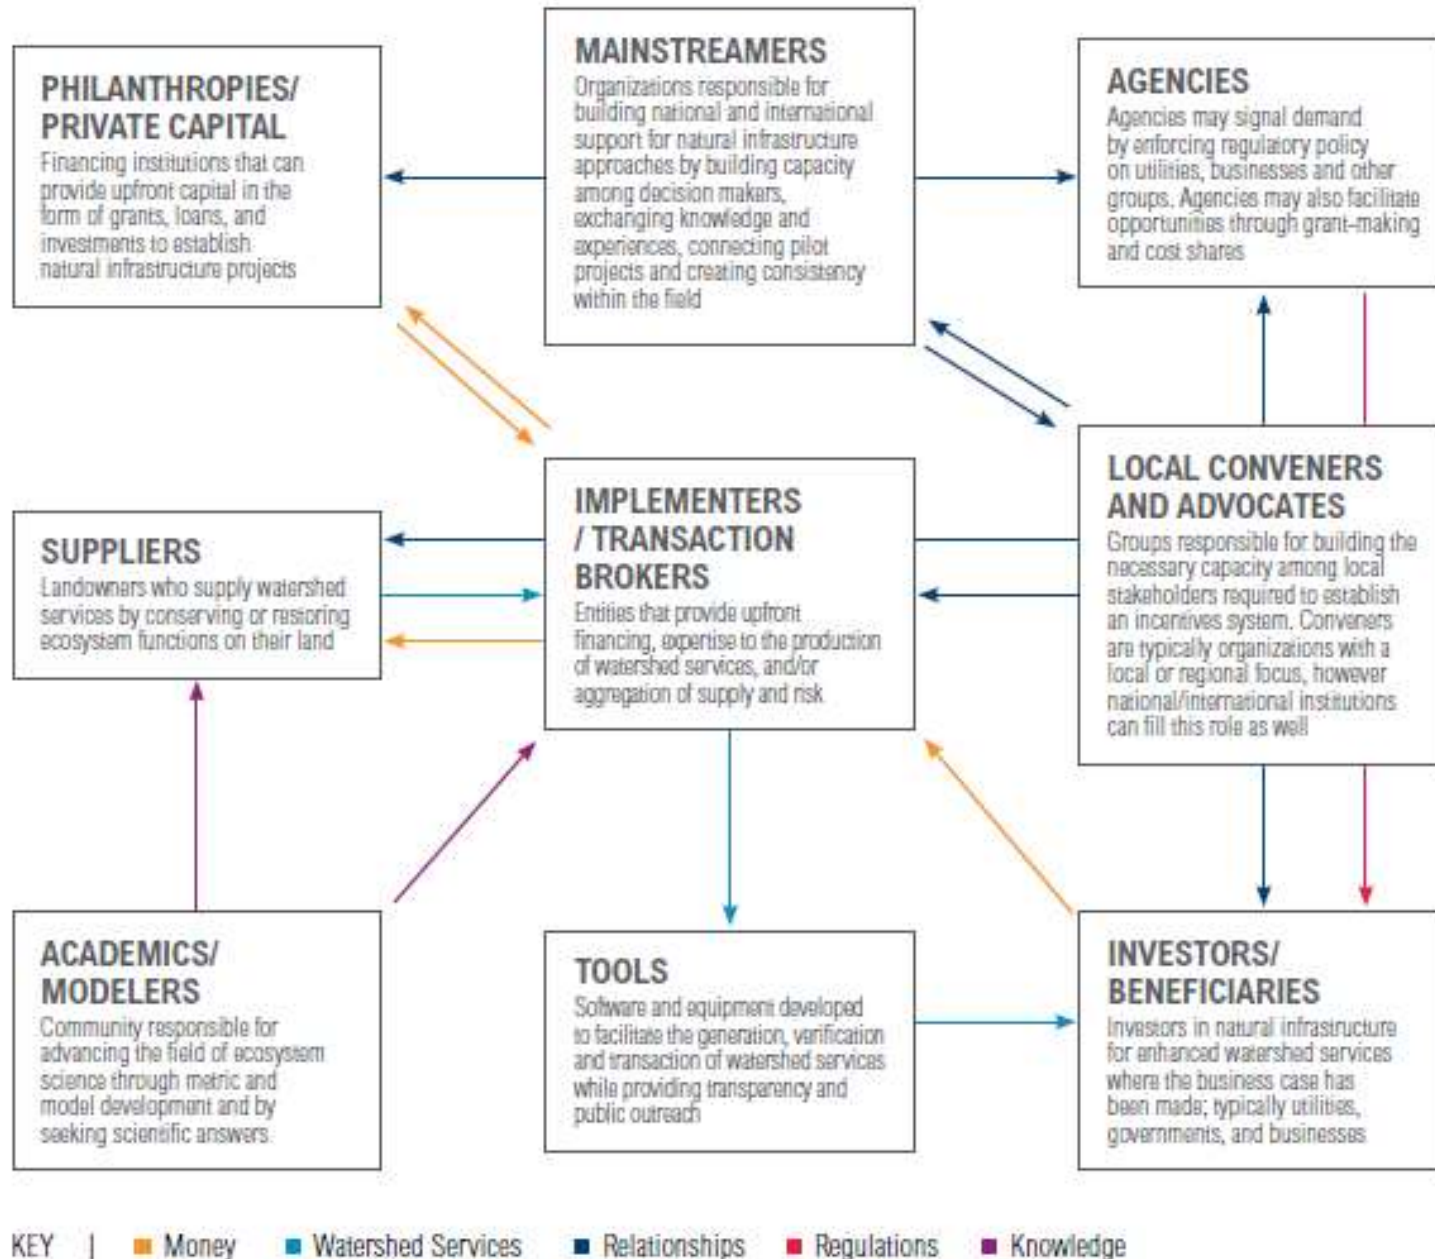 PHILANTHROPIES/
PRIVATE CAPITAL
Financing institutions that can
provide upfront capital in the
form of grants, loans, and
investments to establish
natural infrastructure projects
MAINSTREAMERS
Organizations responsible for
building national and international
support for natural infrastructure
approaches by building capacity
among decision makers,
exchanging knowledge and
experiences, connecting pilot
projects and creating consistency
within the field
AGENCIES
Agencies may signal demand
by enforcing regulatory policy
on utilities, businesses and other
groups. Agencies may also facilitate
opportunities through grant-making
and cost shares
SUPPLIERS
Landowners who supply watershed
services by conserving or restoring
ecosystem functions on their land
IMPLEMENTERS
/ TRANSACTION
BROKERS
Entities that provide upfront
financing, expertise to the production
of watershed services, and/or
aggregation of supply and risk
LOCAL CONVENERS
AND ADVOCATES
Groups responsible for building the
necessary capacity among local
stakeholders required to establish
an incentives system. Conveners
are typically organizations with a
local or regional focus, however
national/international institutions
can fill this role as well
ACADEMICS/
MODELERS
Community responsible for
advancing the field of ecosystem
science through metric and
model development and by
seeking scientific answers
TOOLS
Software and equipment developed
to facilitate the generation, verification
and transaction of watershed services
while providing transparency and
public outreach
INVESTORS/
BENEFICIARIES
Investors in natural infrastructure
for enhanced watershed services
where the business case has
been made; typically utilities,
governments, and businesses
KEY | Money Watershed Services Relationships Regulations Knowledge